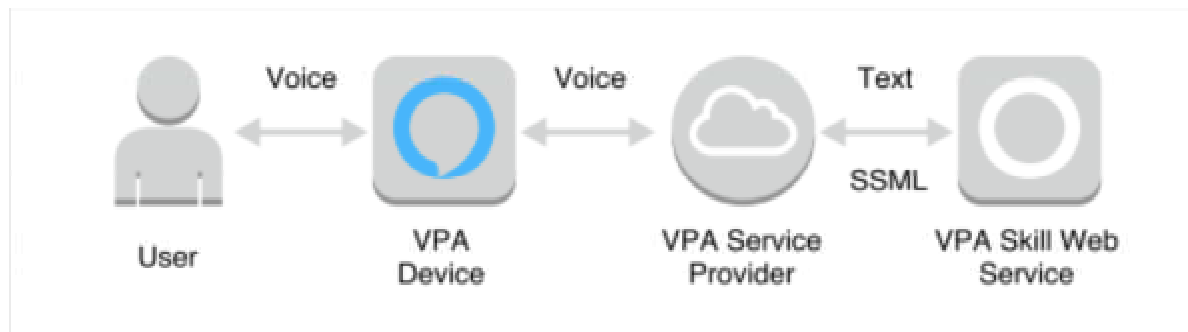 Voice
Voice
Text
SSML
User
VPA
Device
VPA Service
Provider
VPA Skill Web
Service